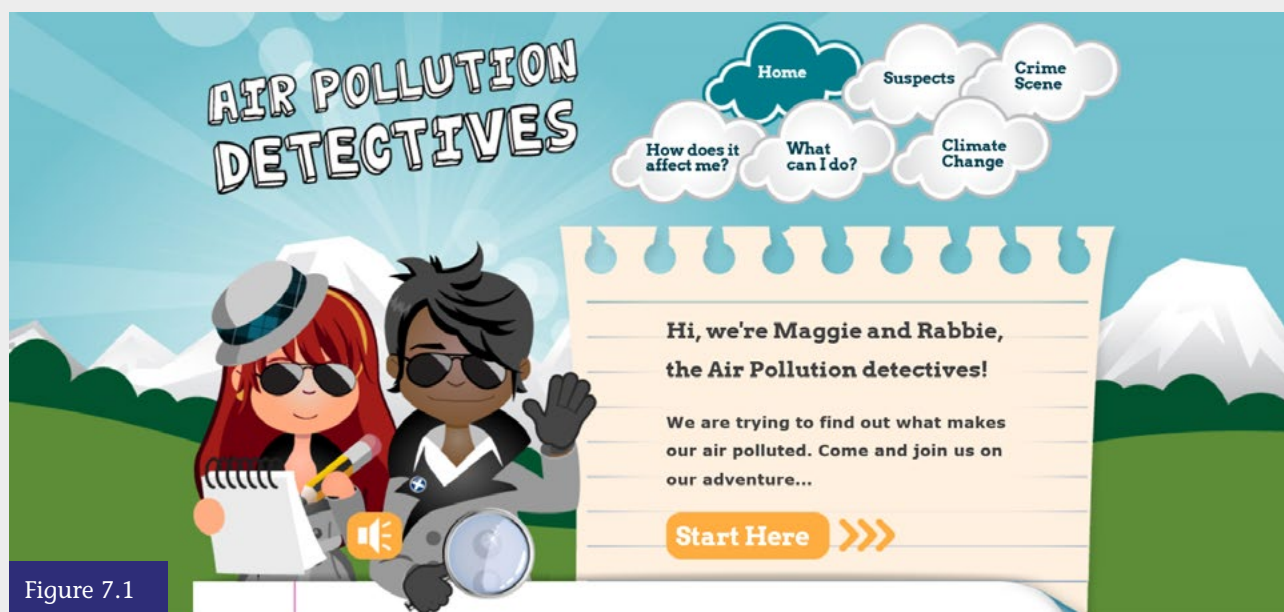 AIR POLLUTION
DETECTIVES
Home
Suspects
Crime
Scene
How does it
affect me?
What
can I do?
Climate
Change
Hi, we're Maggie and Rabbie,
the Air Pollution detectives!
We are trying to find out what makes
our air polluted. Come and join us on
our adventure...
Start Here
Figure 7.1